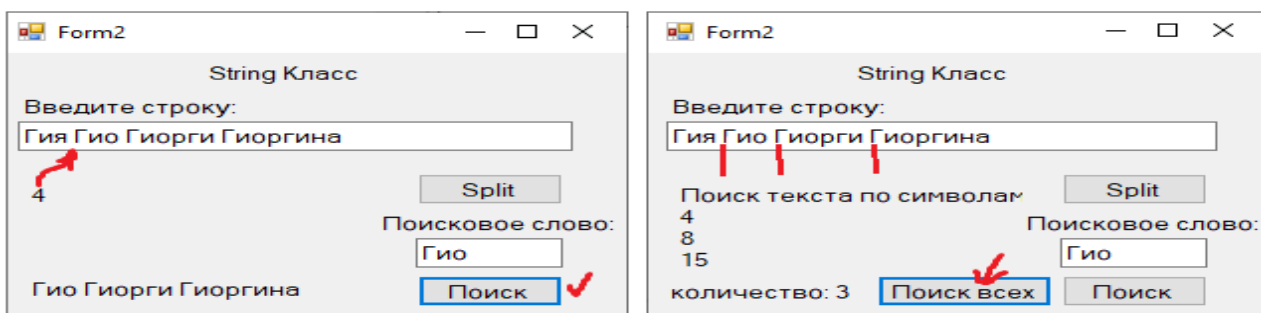 Form2
String Класс
Введите строку:
Гия Гио Гиорги Гиоргина
4
Split
Поисковое слово:
Гио
Гио Гиорги Гиоргина
Поиск
Form2
String Класс
Введите строку:
Гия Гио Гиорги Гиоргина
Поиск текста по символам
Split
4
8
15
Поисковое слово:
Гио
количество: 3
Поиск всех
Поиск